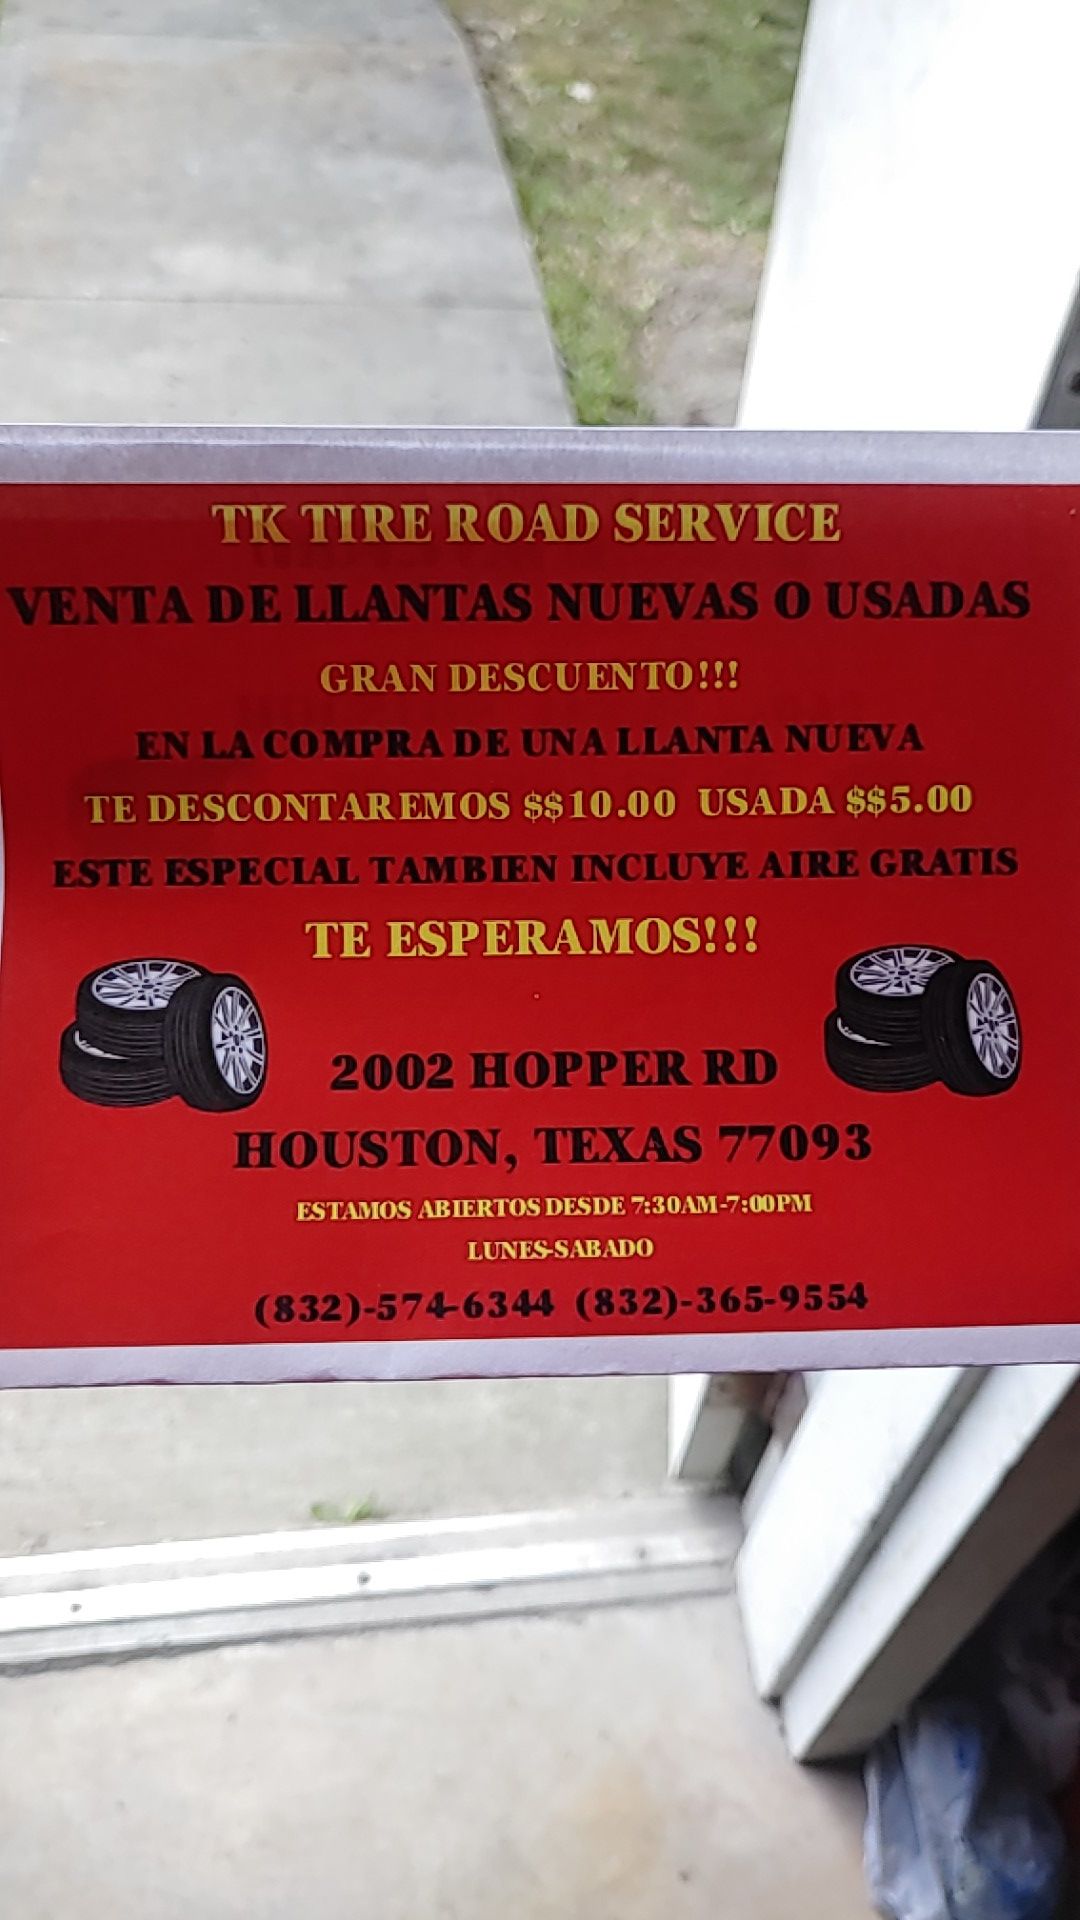 TK TIRE ROAD SERVICE
VENTA DE LLANTAS NUEVAS O USADAS
GRAN DESCUENTO!!!
EN LA COMPRA DE UNA LLANTA NUEVA
TE DESCONTAREMOS $$10.00 USADA $$5.00
ESTE ESPECIAL TAMBIEN INCLUYE AIRE GRATIS
TE ESPERAMOS!!!
2002 HOPPER RD
HOUSTON, TEXAS 77093
ESTAMOS ABIERTOS DESDE 7:30AM-7:00PM
LUNES-SABADO
(832)-574-6344 (832)-365-9554